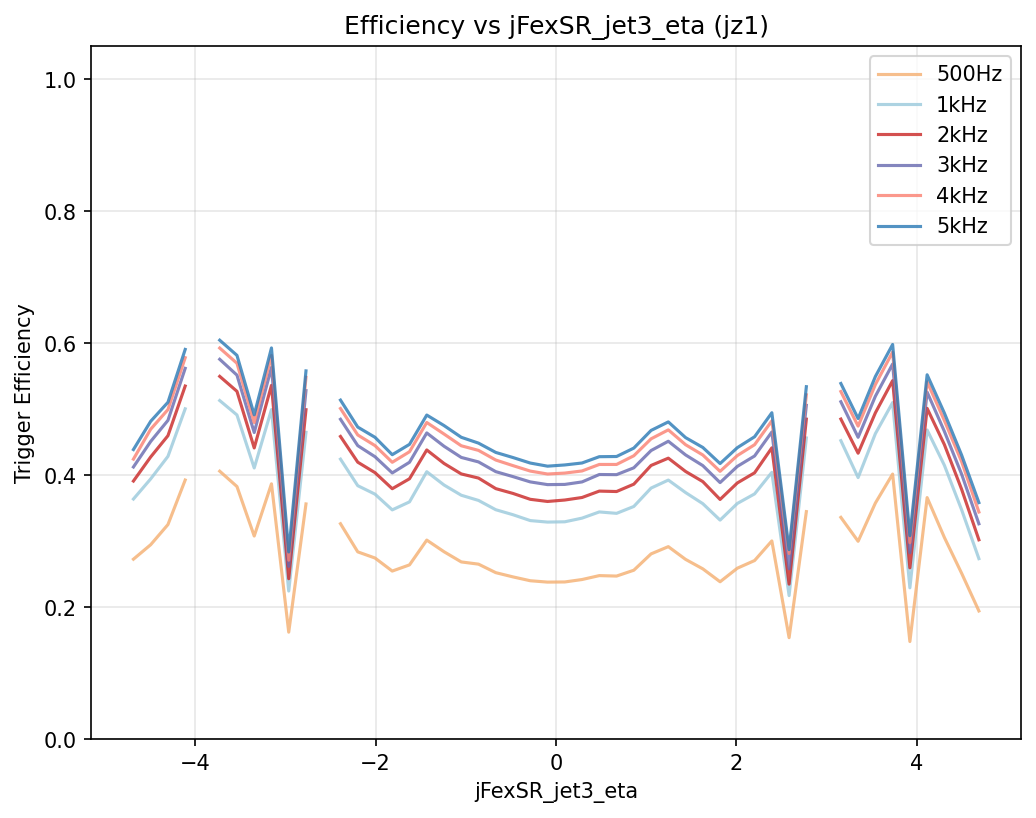 Efficiency vs jFexSR_jet3_eta (jz1)
500Hz
1kHz
2kHz
3kHz
4kHz
5kHz
Trigger Efficiency
1.0
0.8
0.6
0.4
0.2
0.0
−4
−2
0
2
4
jFexSR_jet3_eta